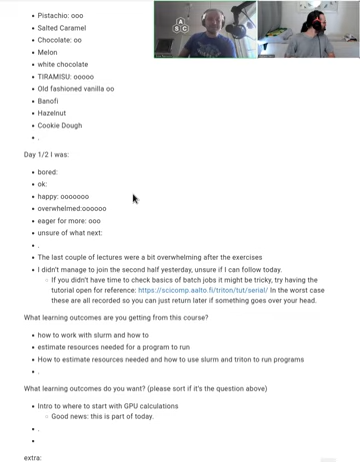 Pistachio: ooo
Salted Caramel
Chocolate: oo
Melon
white chocolate
TIRAMISU: ooooo
Old fashioned vanilla oo
Banofi
Hazelnut
Cookie Dough
.
Day 1/2 I was:
bored:
ok:
happy: ooooooo
overwhelmed:oooooo
eager for more: ooo
unsure of what next:
.
The last couple of lectures were a bit overwhelming after the exercises
I didn't manage to join the second half yesterday, unsure if I can follow today.
If you didn't have time to check basics of batch jobs it might be tricky, try having the
tutorial open for reference: https://scicomp.aalto.fi/triton/tut/serial/ In the worst case
these are all recorded so you can just return later if something goes over your head.
What learning outcomes are you getting from this course?
how to work with slurm and how to
estimate resources needed for a program to run
How to estimate resources needed and how to use slurm and triton to run programs
.
What learning outcomes do you want? (please sort if it's the question above)
Intro to where to start with GPU calculations
Good news: this is part of today.
.
extra:
A
B C